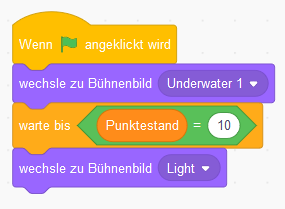 Wenn angeklickt wird
wechsle zu Bühnenbild Underwater 1
warte bis Punktestand = 10
wechsle zu Bühnenbild Light